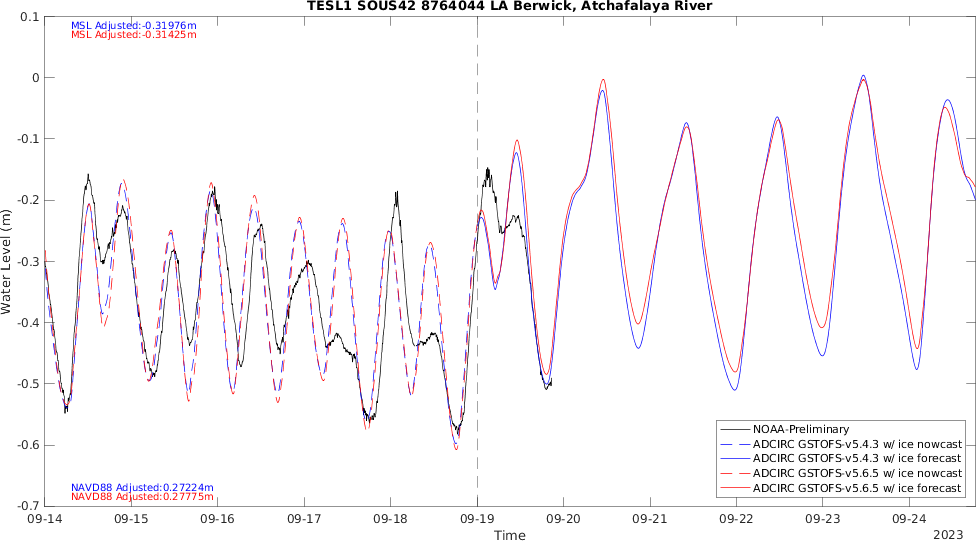 TESL1 SOUS42 8764044 LA Berwick, Atchafalaya River
MSL Adjusted:-0.31976m
MSL Adjusted:-0.31425m
0.1
0
-0.1
-0.2
-0.3
-0.4
-0.5
-0.6
-0.7
Water Level (m)
NAVD88 Adjusted:0.27224m
NAVD88 Adjusted:0.27775m
NOAA-Preliminary
ADCIRC GSTOFS-v5.4.3 w/ ice nowcast
ADCIRC GSTOFS-v5.4.3 w/ ice forecast
ADCIRC GSTOFS-v5.6.5 w/ ice nowcast
ADCIRC GSTOFS-v5.6.5 w/ ice forecast
09-14 09-15 09-16 09-17 09-18 09-19 09-20 09-21 09-22 09-23 09-24
Time
2023